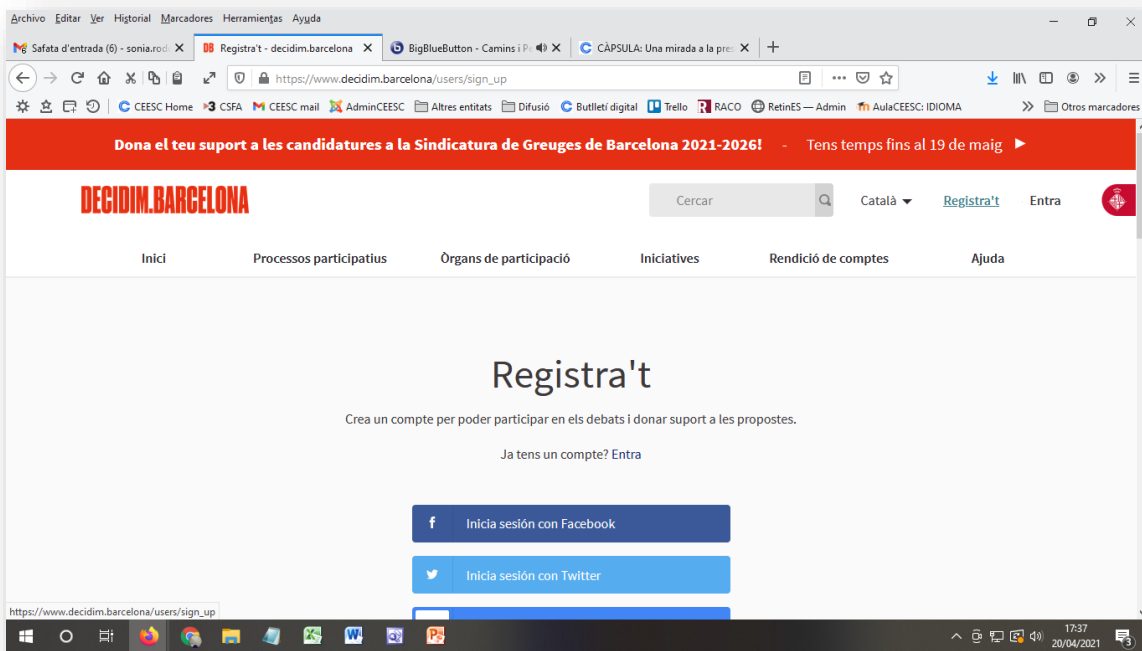 Archivo Editar Ver Historial Marcadores Herramientas Ayuda
Safata d'entrada (6) - sonia.rod
Registra't - decidim.barcelona
BigBlueButton - Camins i Pe
CÀPSULA: Una mirada a la pres
https://www.decidim.barcelona/users/sign_up
CEESC Home CSFA CEESC mail AdminCEESC Altres entitats Difusió Butlletí digital Trello RACO RetinES — Admin AulaCEESC: IDIOMA Otros marcadores
Dona el teu suport a les candidatures a la Sindicatura de Greuges de Barcelona 2021-2026! - Tens temps fins al 19 de maig
DECIDIM.BARCELONA
Cercar
Català
Registra't
Entra
Inici Processos participatius Òrgans de participació Iniciatives Rendició de comptes Ajuda
Registra't
Crea un compte per poder participar en els debats i donar suport a les propostes.
Ja tens un compte? Entra
Inicia sesión con Facebook
Inicia sesión con Twitter
https://www.decidim.barcelona/users/sign_up
17:37
20/04/2021